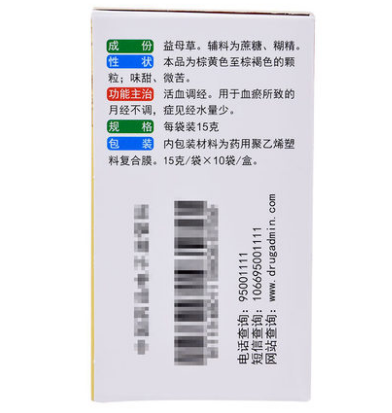 成 份 益母草。辅料为蔗糖、糊精。
性 状 本品为棕黄色至棕褐色的颗
粒；味甜、微苦。
功能主治 活血调经。用于血瘀所致的
月经不调，症见经水量少。
规 格 每袋装15克
包 装 内包装材料为药用聚乙烯塑
料复合膜。15克/袋×10袋/盒。
电话查询：95001111
短信查询：106695001111
网站查询：www.drugadmin.com